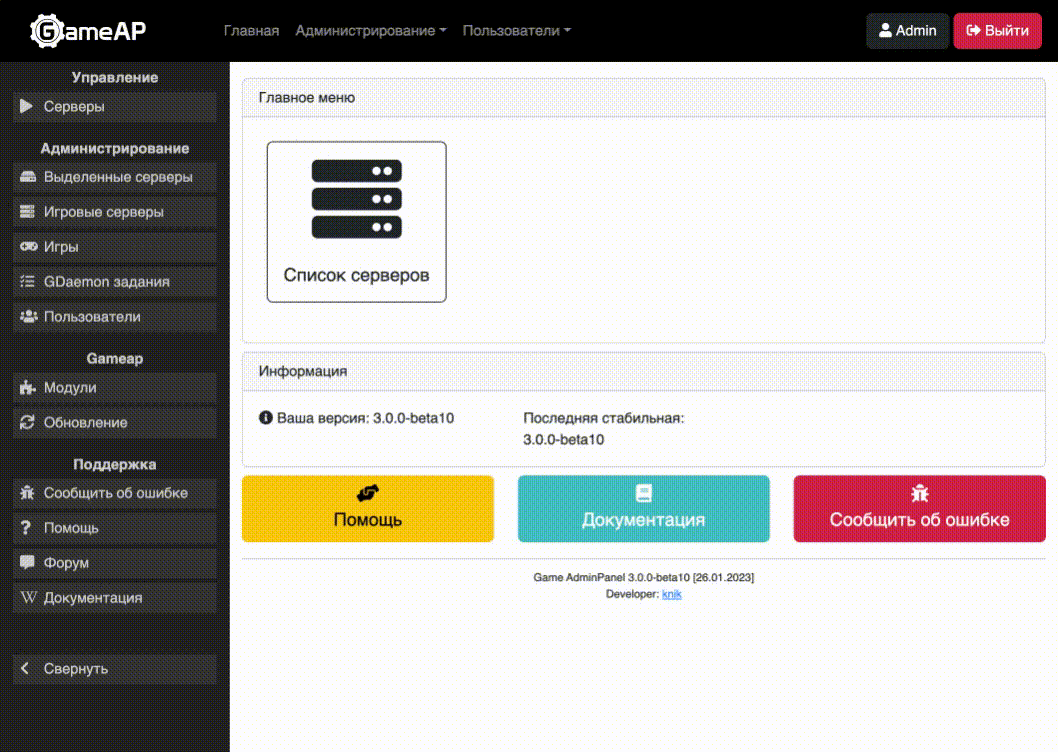 GameAP
Главная Администрирование Пользователи
Admin
Выйти
Управление
Серверы
Администрирование
Выделенные серверы
Игровые серверы
Игры
GDaemon задания
Пользователи
Gameap
Модули
Обновление
Поддержка
Сообщить об ошибке
Помощь
Форум
W Документация
Свернуть
Главное меню
Список серверов
Информация
Ваша версия: 3.0.0-beta10
Последняя стабильная:
3.0.0-beta10
Помощь
Документация
Сообщить об ошибке
Game AdminPanel 3.0.0-beta10 [26.01.2023]
Developer: knik